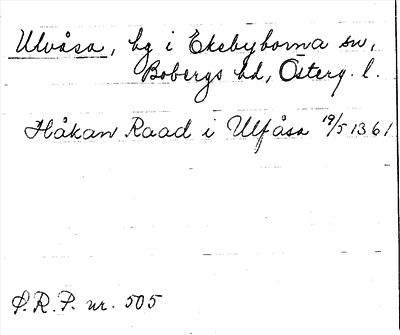 Ulvåsa, hg i Ekebyborna sn,
Bobergs hd, Österg. l.
Håkan Raad i Ulfåsa 19/5 1361
S.R.P. nr. 505